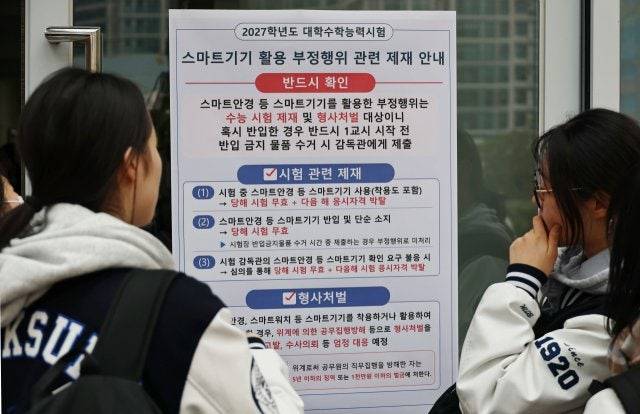 2027학년도 대학수학능력시험
스마트기기 활용 부정행위 관련 제재 안내
반드시 확인
스마트안경 등 스마트기기를 활용한 부정행위는
수능 시험 제재 및 형사처벌 대상이니
혹시 반입한 경우 반드시 1교시 시작 전
반입 금지 물품 수거 시 감독관에게 제출
시험 관련 제재
(1) 시험 중 스마트안경 등 스마트기기 사용(착용도 포함)
→ 당해 시험 무효 + 다음 해 응시자격 박탈
(2) 스마트안경 등 스마트기기 반입 및 단순 소지
→ 당해 시험 무효
▶ 시험장 반입금지물품 수거 시간 중 제출하는 경우 부정행위로 미처리
(3) 시험 감독관의 스마트안경 등 스마트기기 확인 요구 불응 시
→ 심의를 통해 당해 시험 무효 + 다음해 시험 응시자격 박탈
형사처벌
안경, 스마트워치 등 스마트기기를 착용하거나 활용하여
경우, 위계에 의한 공무집행방해 등으로 형사처벌을
고발, 수사의뢰 등 엄정 대응 예정
위계로써 공무원의 직무집행을 방해한 자는
5년 이하의 징역 또는 1천만원 이하의 벌금에 처한다.
KSUI
Since
1920